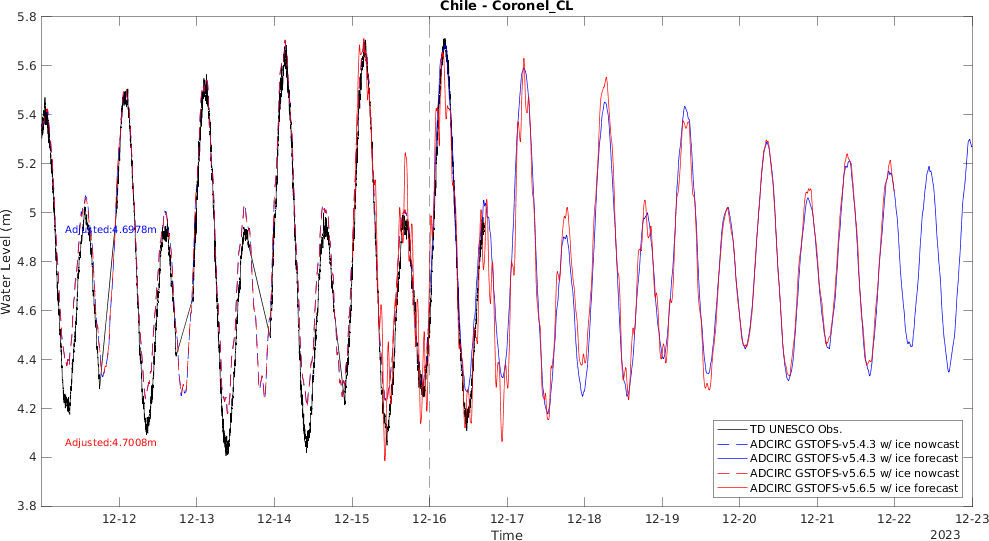 Chile - Coronel_CL
5.8
5.6
5.4
5.2
5
4.8
4.6
4.4
4.2
4
3.8
Water Level (m)
Adjusted:4.6978m
Adjusted:4.7008m
TD UNESCO Obs.
ADCIRC GSTOFS-v5.4.3 w/ ice nowcast
ADCIRC GSTOFS-v5.4.3 w/ ice forecast
ADCIRC GSTOFS-v5.6.5 w/ ice nowcast
ADCIRC GSTOFS-v5.6.5 w/ ice forecast
12-12 12-13 12-14 12-15 12-16 12-17 12-18 12-19 12-20 12-21 12-22 12-23
Time
2023